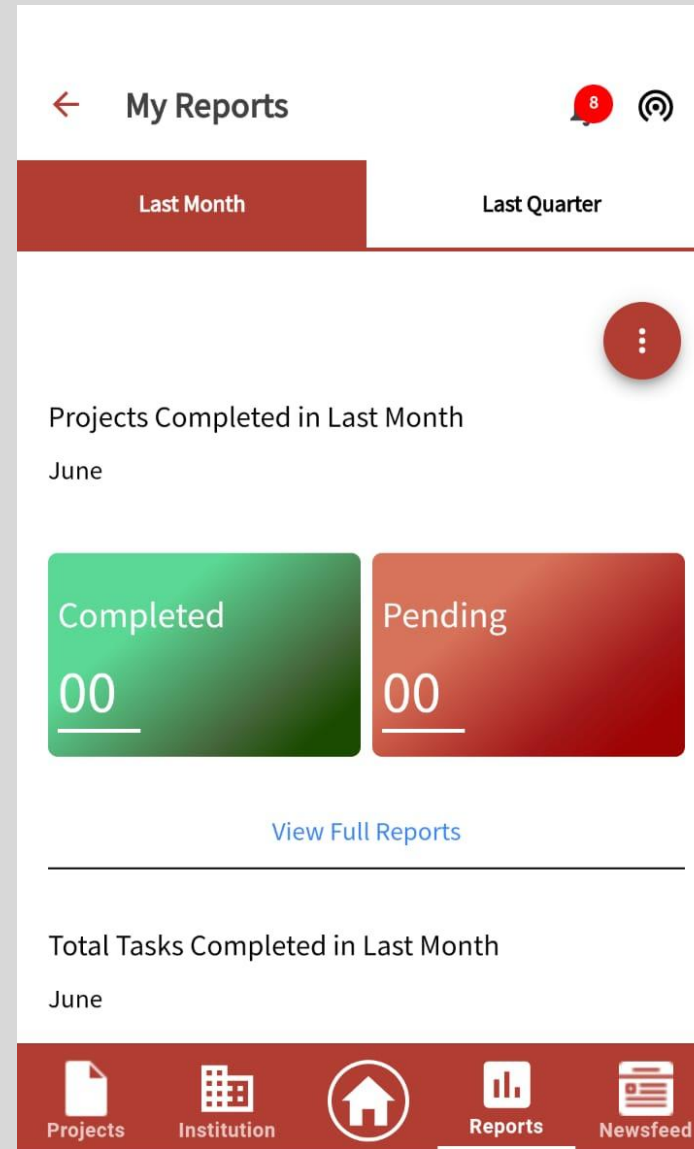 My Reports
8
Last Month
Last Quarter
Projects Completed in Last Month
June
Completed
Pending
00
00
View Full Reports
Total Tasks Completed in Last Month
June
Projects
Institution
Reports
Newsfeed